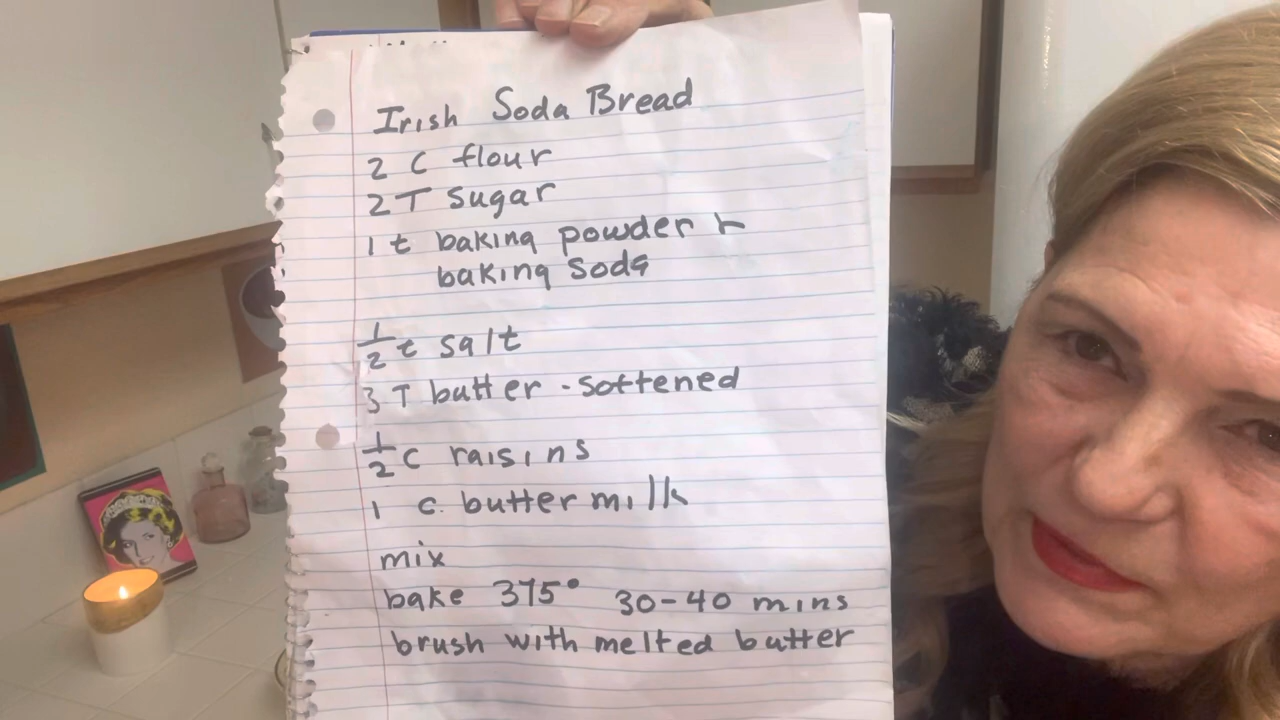 Irish Soda Bread
2 C flour
2 T sugar
1 t baking powder +
baking soda
1/2 t salt
3 T butter - softened
1/2 C raisins
1 c. buttermilk
mix
bake 375° 30-40 mins
brush with melted butter